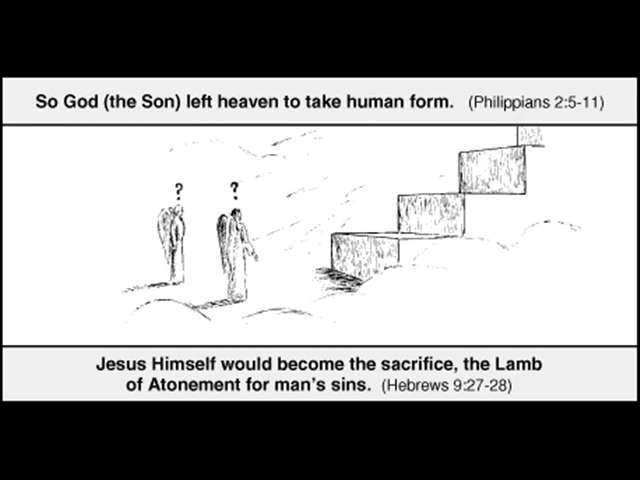 So God (the Son) left heaven to take human form. (Philippians 2:5-11)
? ?
Jesus Himself would become the sacrifice, the Lamb
of Atonement for man's sins. (Hebrews 9:27-28)